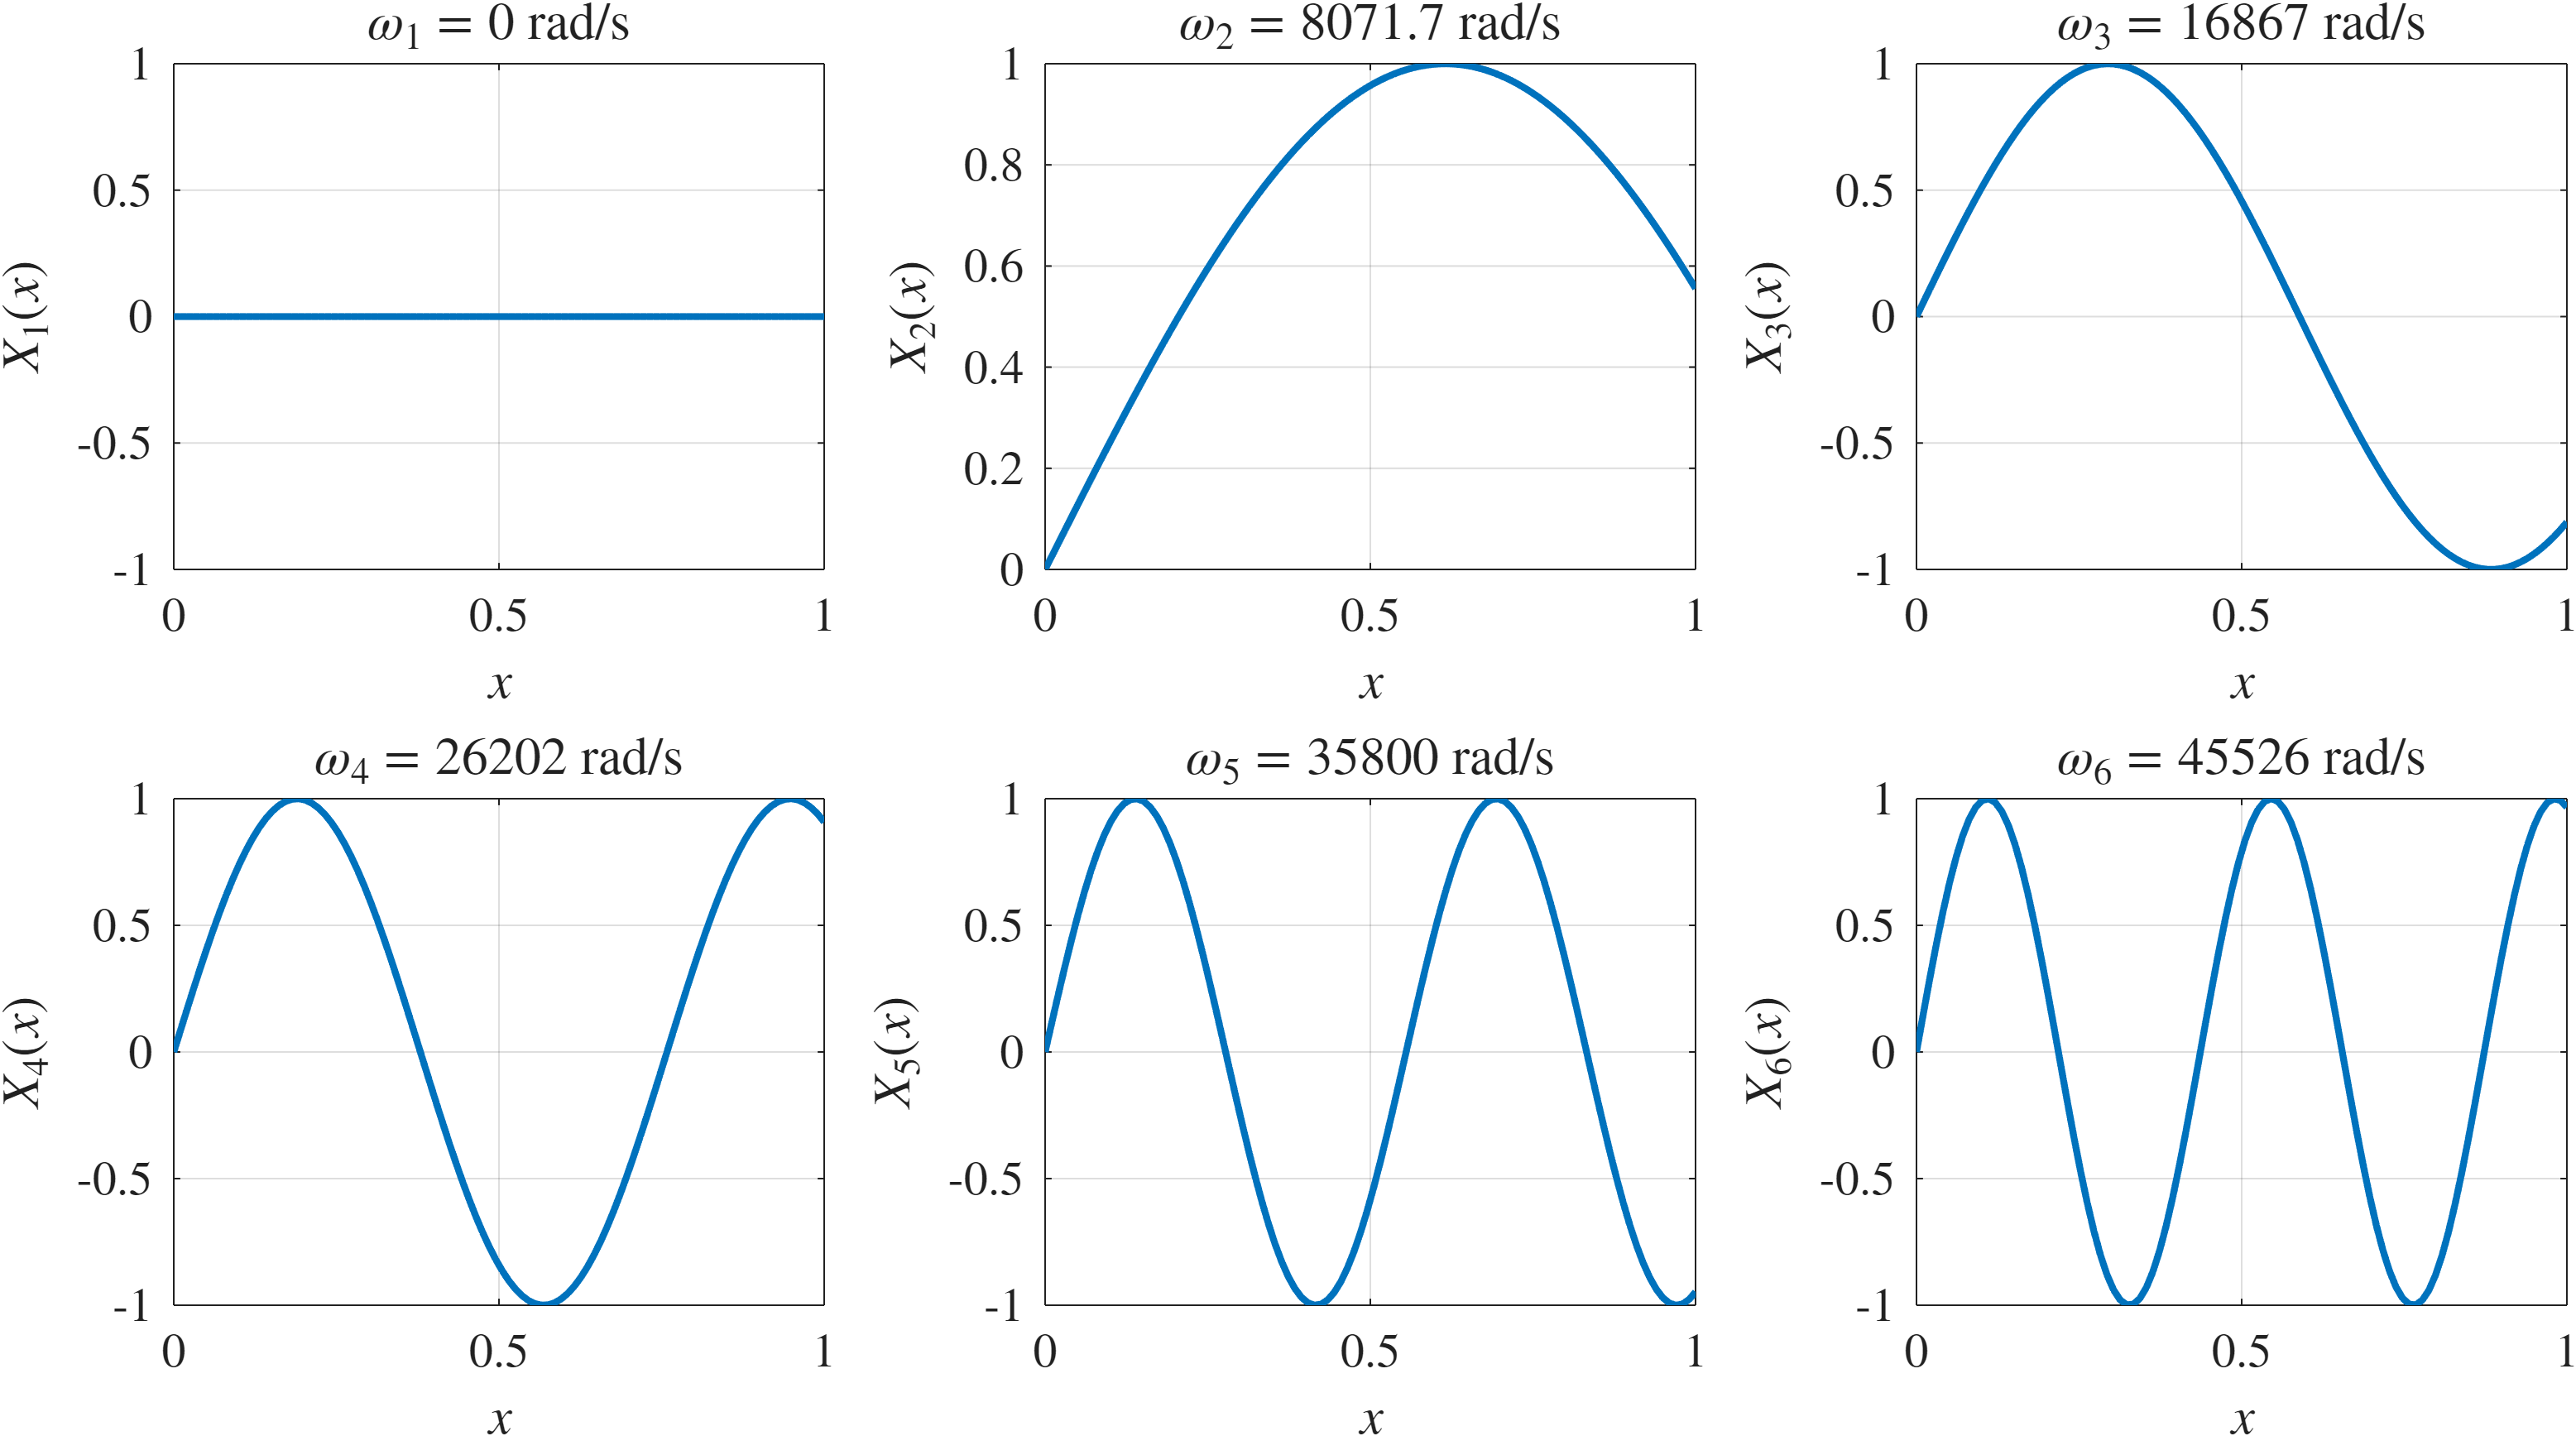 ω1 = 0 rad/s
1
0.5
0
-0.5
-1
X1(x)
0 0.5 1
x
ω2 = 8071.7 rad/s
1
0.8
0.6
0.4
0.2
0
X2(x)
0 0.5 1
x
ω3 = 16867 rad/s
1
0.5
0
-0.5
-1
X3(x)
0 0.5 1
x
ω4 = 26202 rad/s
1
0.5
0
-0.5
-1
X4(x)
0 0.5 1
x
ω5 = 35800 rad/s
1
0.5
0
-0.5
-1
X5(x)
0 0.5 1
x
ω6 = 45526 rad/s
1
0.5
0
-0.5
-1
X6(x)
0 0.5 1
x